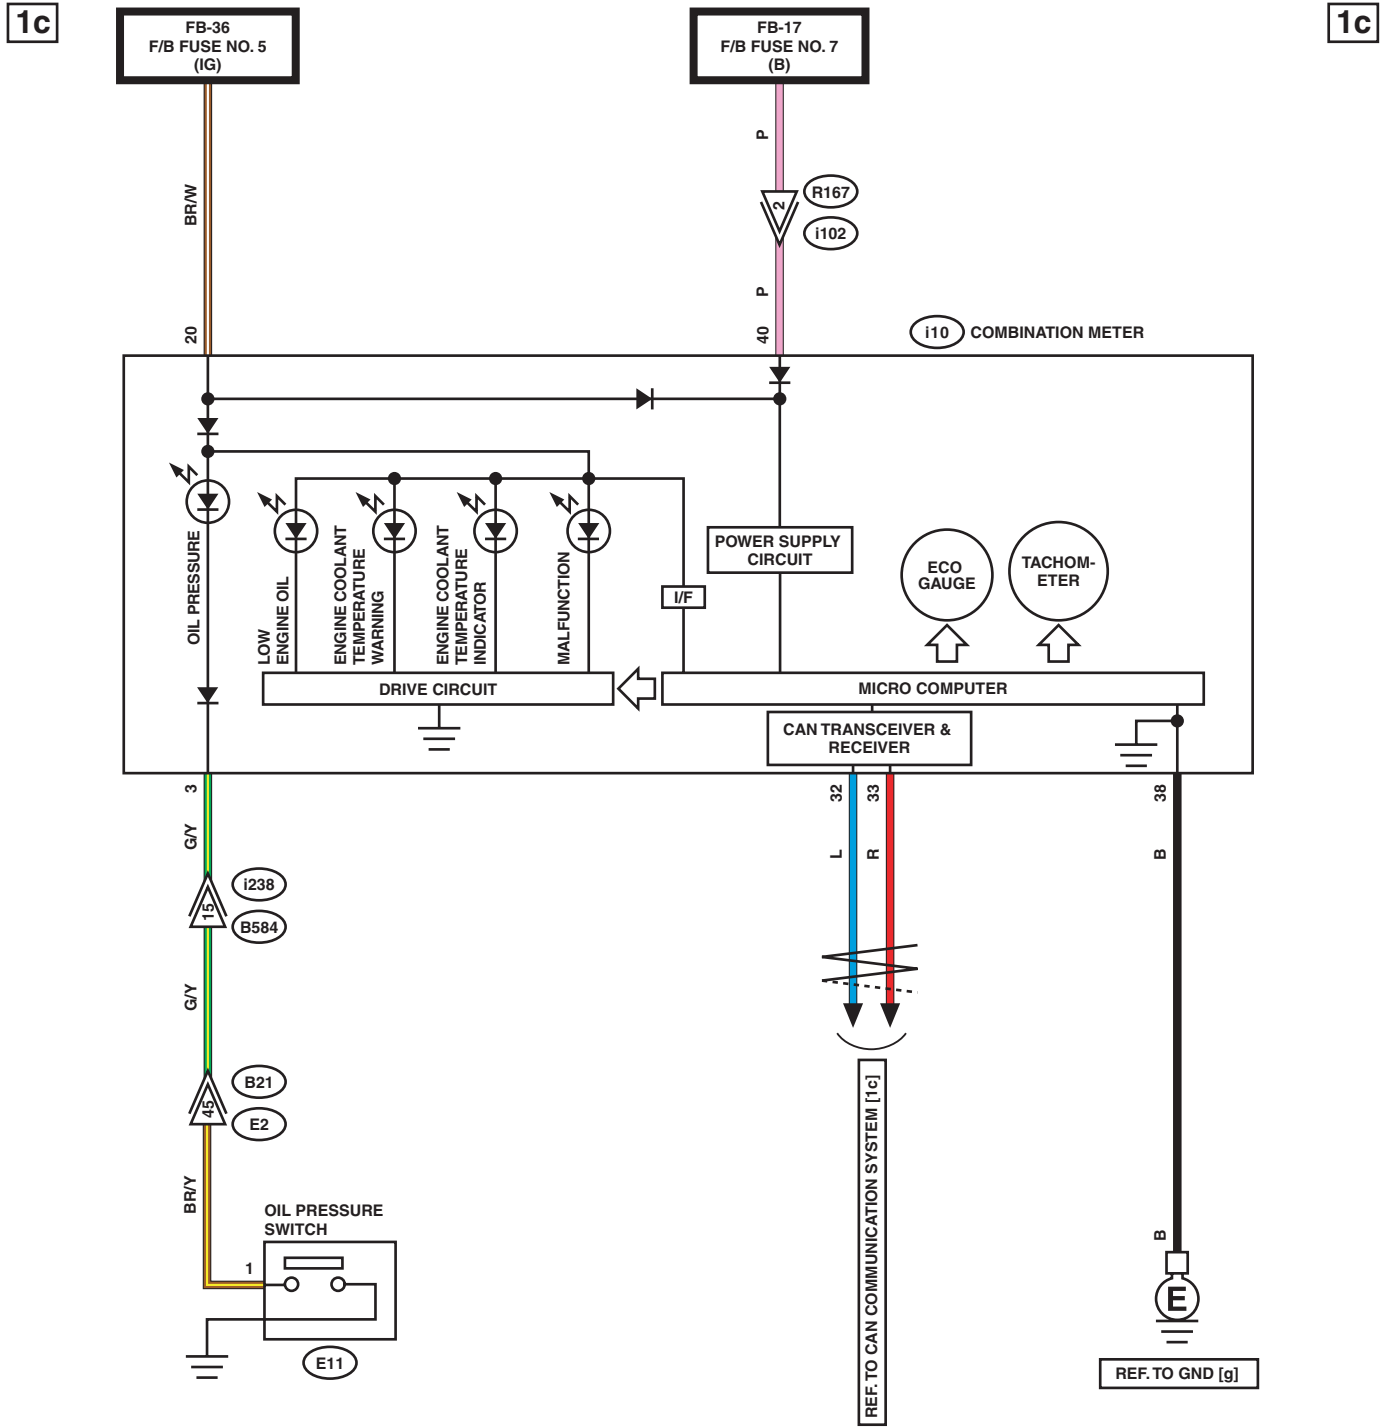 1c
1c
FB-36
F/B FUSE NO. 5
(IG)
FB-17
F/B FUSE NO. 7
(B)
P
BR/W
2
R167
i102
P
20
40
i10 COMBINATION METER
OIL PRESSURE
LOW
ENGINE OIL
ENGINE COOLANT
TEMPERATURE
WARNING
ENGINE COOLANT
TEMPERATURE
INDICATOR
MALFUNCTION
I/F
POWER SUPPLY
CIRCUIT
ECO
GAUGE
TACHOM-
ETER
DRIVE CIRCUIT
MICRO COMPUTER
CAN TRANSCEIVER &
RECEIVER
3
32
33
38
G/Y
L
R
B
i238
15
B584
G/Y
B21
45
E2
BR/Y
OIL PRESSURE
SWITCH
1
E11
REF. TO CAN COMMUNICATION SYSTEM [1c]
B
E
REF. TO GND [g]